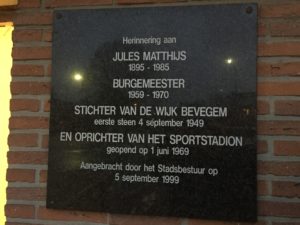 Herinnering aan
JULES MATTHIJS
1895 - 1985
BURGEMEESTER
1959 - 1970
STICHTER VAN DE WIJK BEVEGEM
eerste steen 4 september 1949
EN OPRICHTER VAN HET SPORTSTADION
geopend op 1 juni 1969
Aangebracht door het Stadsbestuur op
5 september 1999